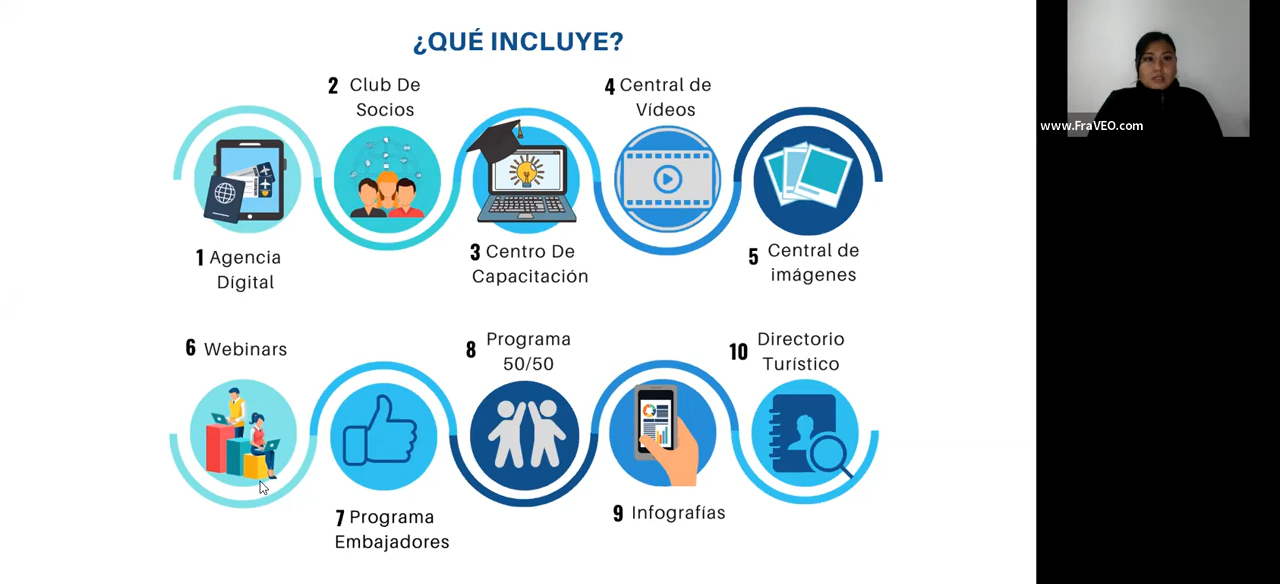 ¿QUÉ INCLUYE?
2 Club De
Socios
4 Central de
Vídeos
1 Agencia
Dígital
3 Centro De
Capacitación
5 Central de
imágenes
6 Webinars
8 Programa
50/50
10 Directorio
Turístico
7 Programa
Embajadores
9 Infografías
www.FraVEO.com